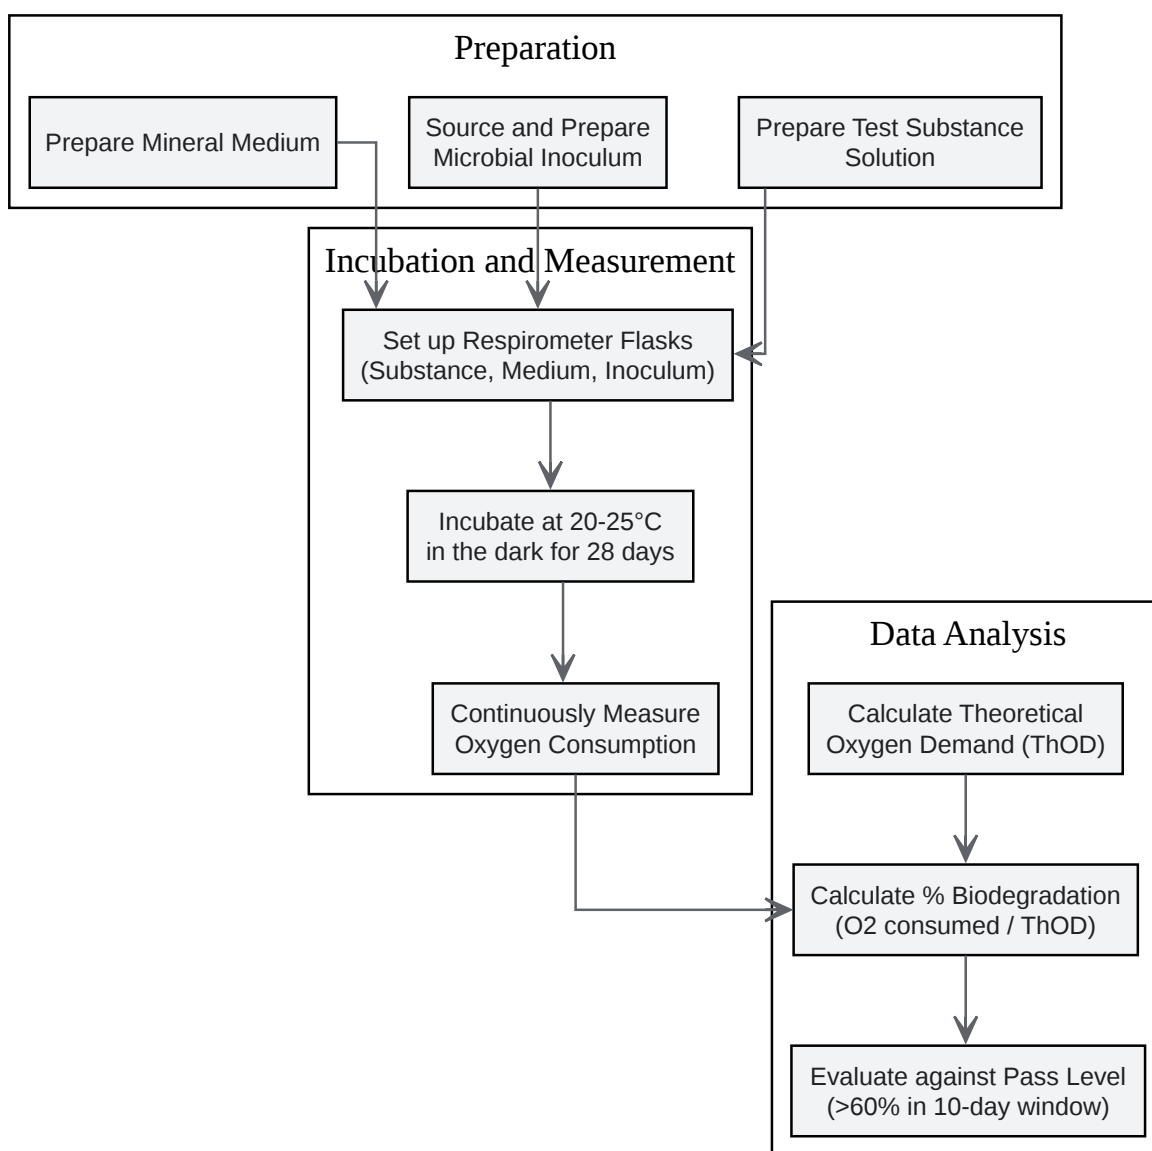 Preparation
Prepare Mineral Medium
Source and Prepare
Microbial Inoculum
Prepare Test Substance
Solution
Incubation and Measurement
Set up Respirometer Flasks
(Substance, Medium, Inoculum)
Incubate at 20-25°C
in the dark for 28 days
Continuously Measure
Oxygen Consumption
Data Analysis
Calculate Theoretical
Oxygen Demand (ThOD)
Calculate % Biodegradation
(O2 consumed / ThOD)
Evaluate against Pass Level
(>60% in 10-day window)